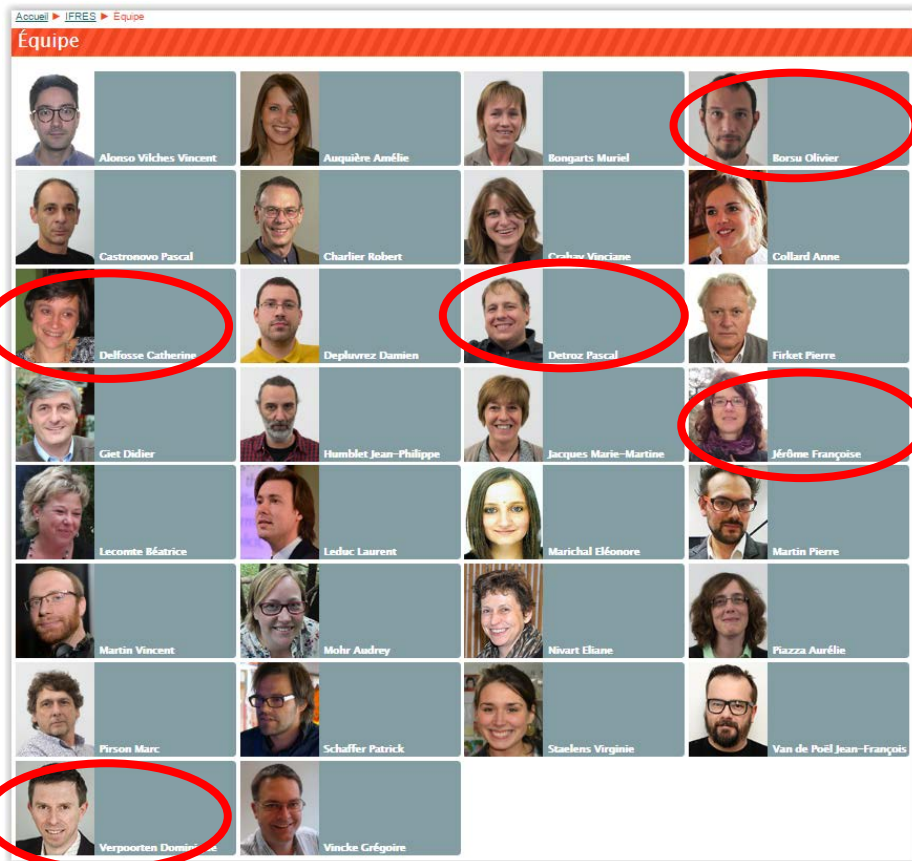 Accueil ► IFRES ► Équipe
Équipe
Alonso Vilches Vincent
Auquière Amélie
Bongarts Muriel
Borsu Olivier
Castronovo Pascal
Charlier Robert
Crahay Vinciane
Collard Anne
Delfosse Catherine
Depluvrez Damien
Detroz Pascal
Firket Pierre
Giet Didier
Humblet Jean-Philippe
Jacques Marie-Martine
Jérôme Françoise
Lecomte Béatrice
Leduc Laurent
Marichal Eléonore
Martin Pierre
Martin Vincent
Mohr Audrey
Nivart Eliane
Piazza Aurélie
Pirson Marc
Schaffer Patrick
Staelens Virginie
Van de Poël Jean-François
Verpoorten Dominique
Vincke Grégoire